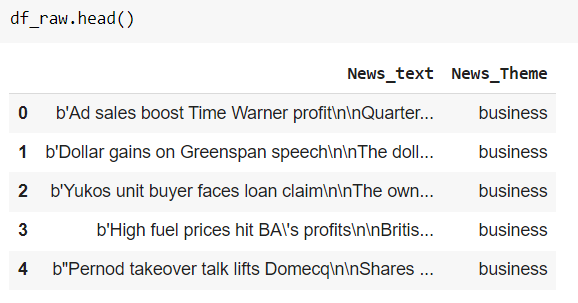 df_raw.head()
News_text News_Theme
0 b'Ad sales boost Time Warner profit\n\nQuarter... business
1 b'Dollar gains on Greenspan speech\n\nThe doll... business
2 b'Yukos unit buyer faces loan claim\n\nThe own... business
3 b'High fuel prices hit BA\'s profits\n\nBritis... business
4 b"Pernod takeover talk lifts Domecq\n\nShares ... business